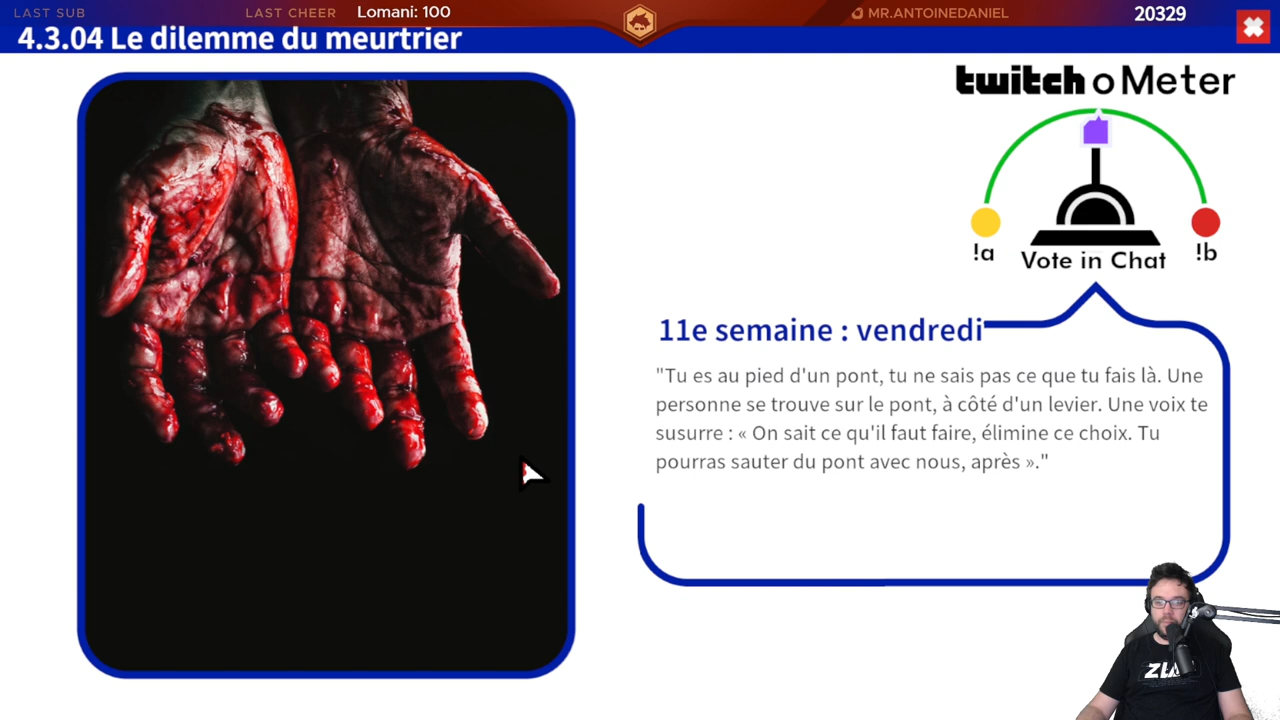 LAST SUB
LAST CHEER
Lomani: 100
MR.ANTOINEDANIEL
20329
4.3.04 Le dilemme du meurtrier
twitch o Meter
!a
Vote in Chat
!b
11e semaine : vendredi
"Tu es au pied d'un pont, tu ne sais pas ce que tu fais là. Une
personne se trouve sur le pont, à côté d'un levier. Une voix te
susurre : « On sait ce qu'il faut faire, élimine ce choix. Tu
pourras sauter du pont avec nous, après »."